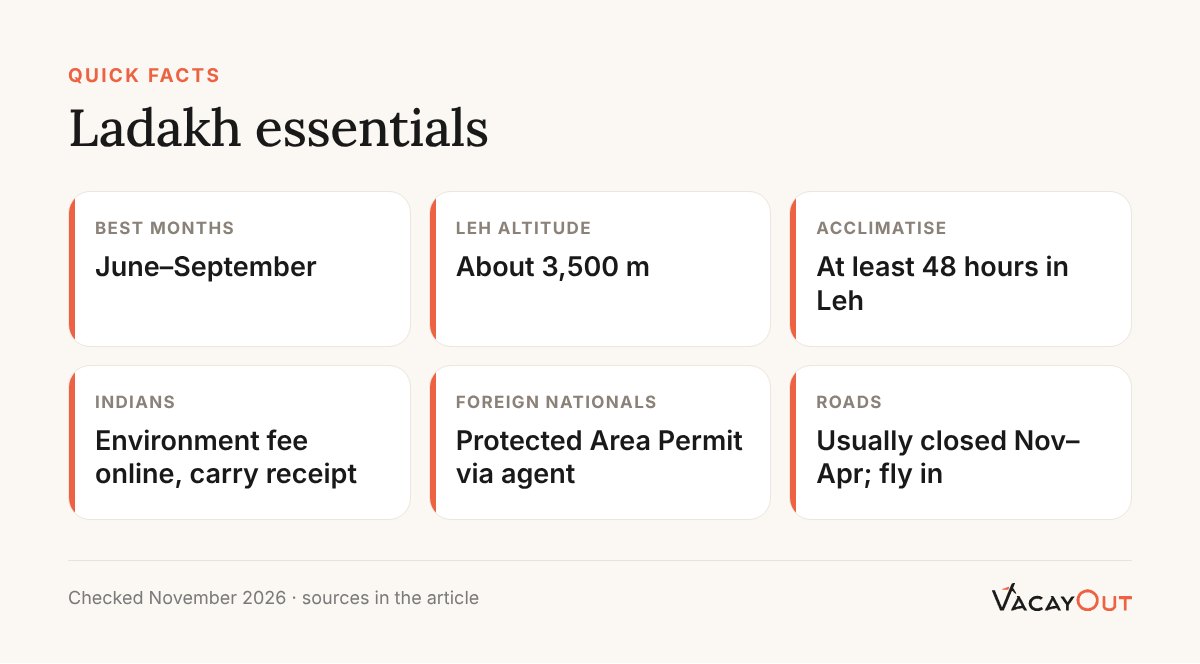 QUICK FACTS
Ladakh essentials
BEST MONTHS
June–September
LEH ALTITUDE
About 3,500 m
ACCLIMATISE
At least 48 hours in
Leh
INDIANS
Environment fee
online, carry receipt
FOREIGN NATIONALS
Protected Area Permit
via agent
ROADS
Usually closed Nov–
Apr; fly in
Checked November 2026 · sources in the article
VACAYOUT